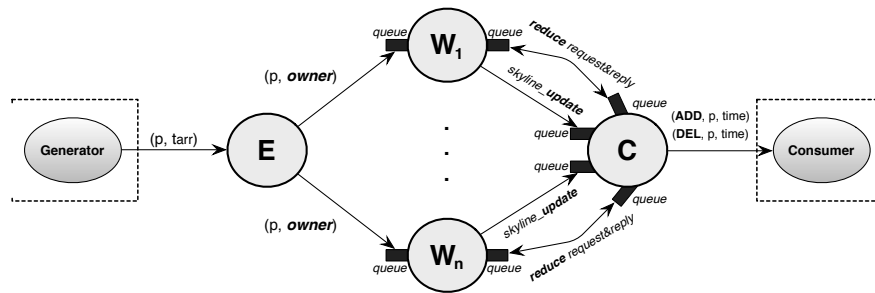 queue
W1
queue
reduce request&reply
(p, owner)
skyline_update
queue
(ADD, p, time)
(DEL, p, time)
Generator
(p, tarr)
E
.
.
.
queue
queue
C
Consumer
(p, owner)
skyline_update
queue
queue
Wn
queue
reduce request&reply